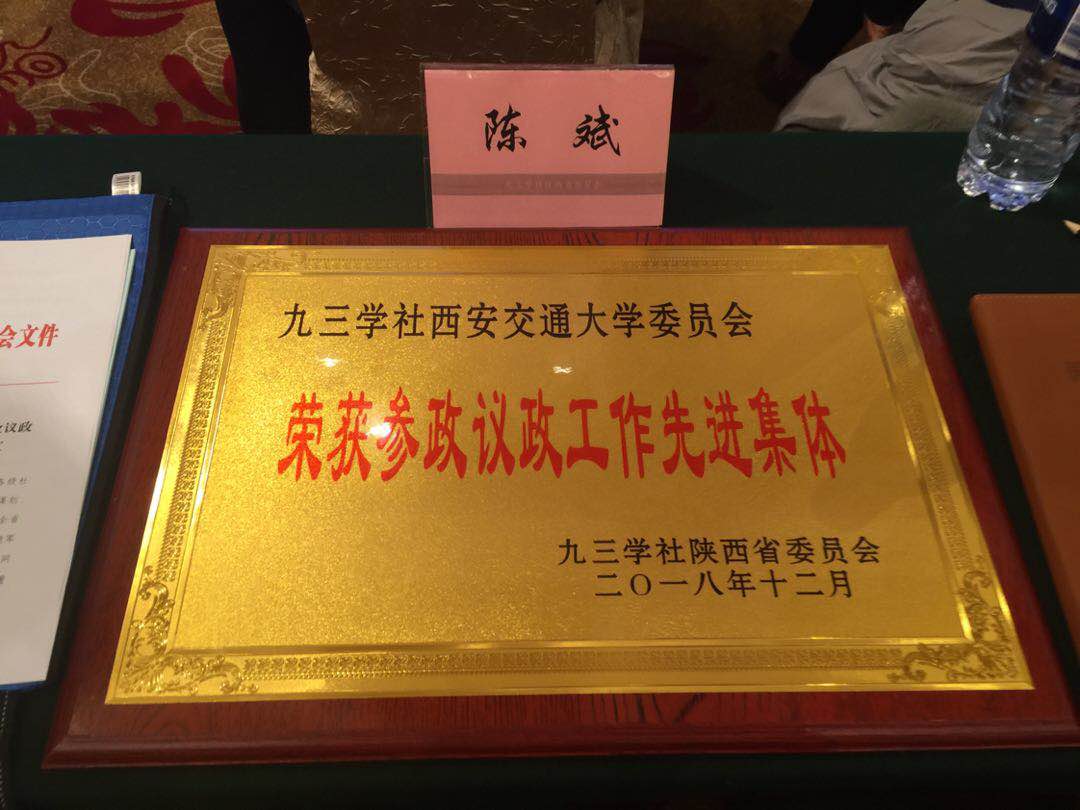 陈 斌
九三学社西安交通大学委员会
荣获参政议政工作先进集体
九三学社陕西省委员会
二〇一八年十二月
会文件
议政